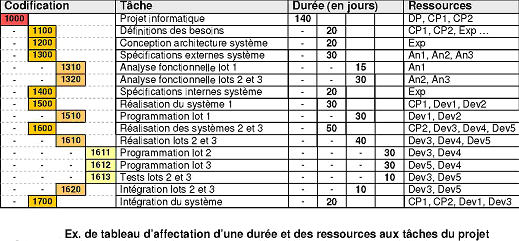 Codification Tâche Durée (en jours) Ressources
1000 Projet informatique 140 DP, CP1, CP2
- 1100 Définitions des besoins - 20 CP1, CP2, Exp ...
- 1200 Conception architecture système - 20 Exp
- 1300 Spécifications externes système - 30 An1, An2, An3
- - 1310 Analyse fonctionnelle lot 1 - - 15 An1
- - 1320 Analyse fonctionnelle lots 2 et 3 - - 30 An2, An3
- 1400 Spécifications internes système - 20 Exp
- 1500 Réalisation du système 1 - 30 CP1, Dev1, Dev2
- - 1510 Programmation lot 1 - - 30 Dev1, Dev2
- 1600 Réalisation des systèmes 2 et 3 - 50 CP2, Dev3, Dev4, Dev5
- - 1610 Réalisation lots 2 et 3 - - 40 Dev3, Dev4, Dev5
- - - 1611 Programmation lot 2 - - - 30 Dev3, Dev4
- - - 1612 Programmation lot 3 - - - 30 Dev5, Dev4
- - - 1613 Tests lots 2 et 3 - - - 10 Dev3, Dev5
- - 1620 Intégration lots 2 et 3 - - 10 Dev3, Dev5
- 1700 Intégration du système - 20 CP1, CP2, Dev1, Dev3
Ex. de tableau d'affectation d'une durée et des ressources aux tâches du projet